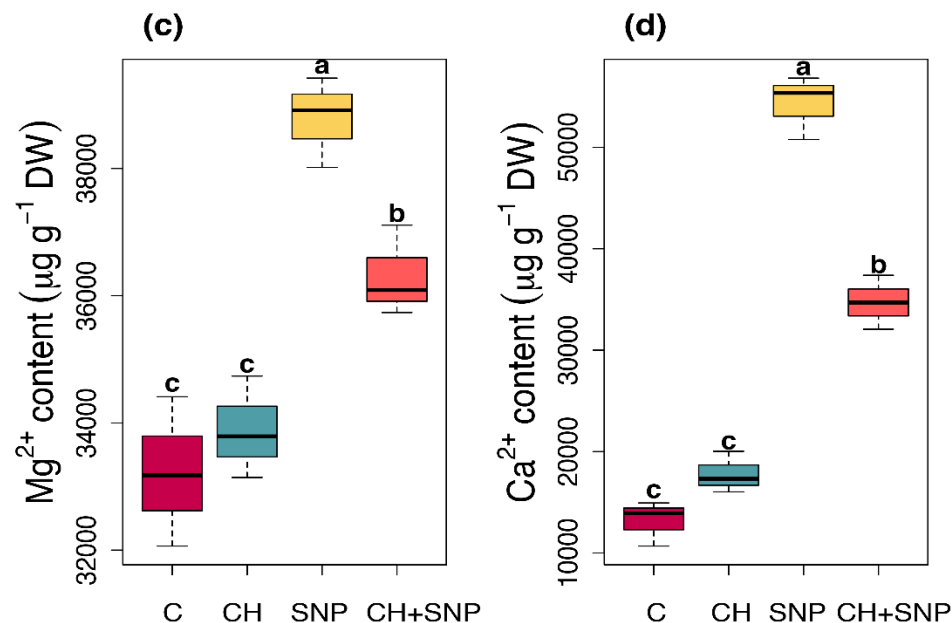 (c)
Mg²⁺ content (µg g⁻¹ DW)
38000
36000
34000
32000
c
c
a
b
C CH SNP CH+SNP
(d)
Ca²⁺ content (µg g⁻¹ DW)
50000
40000
30000
20000
10000
c
c
a
b
C CH SNP CH+SNP